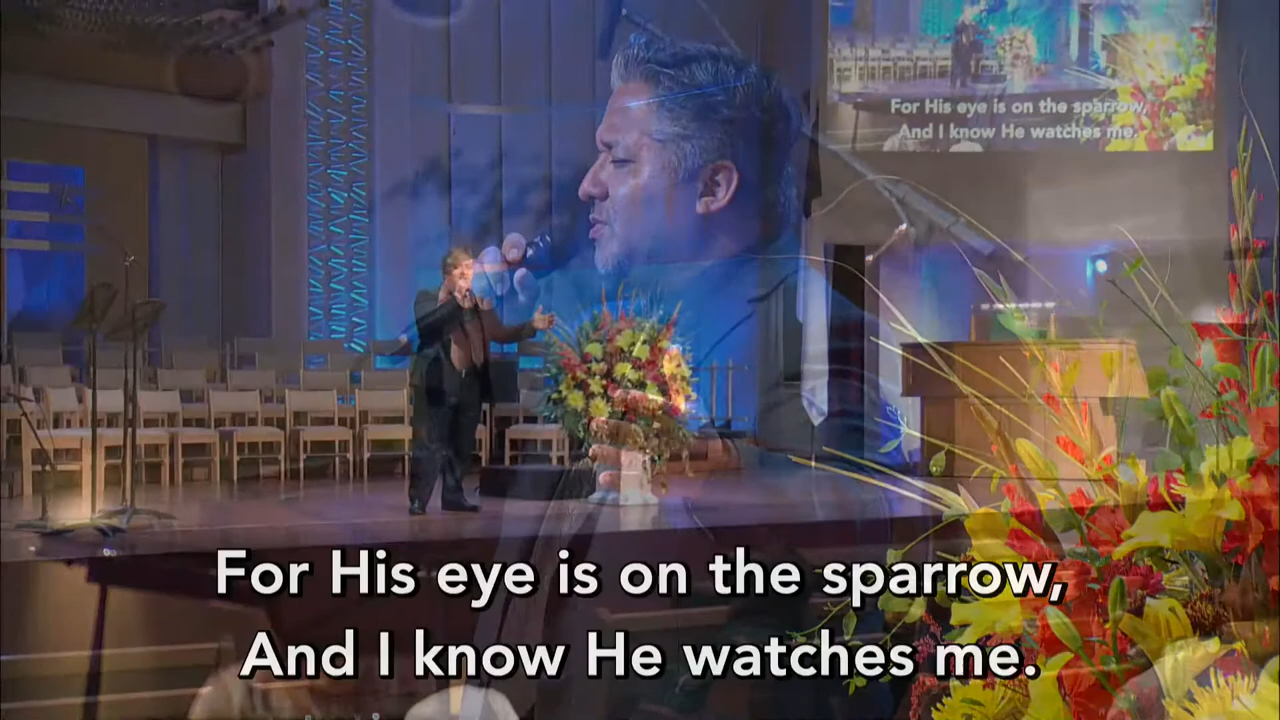 For His eye is on the sparrow,
And I know He watches me.
For His eye is on the sparrow,
And I know He watches me.